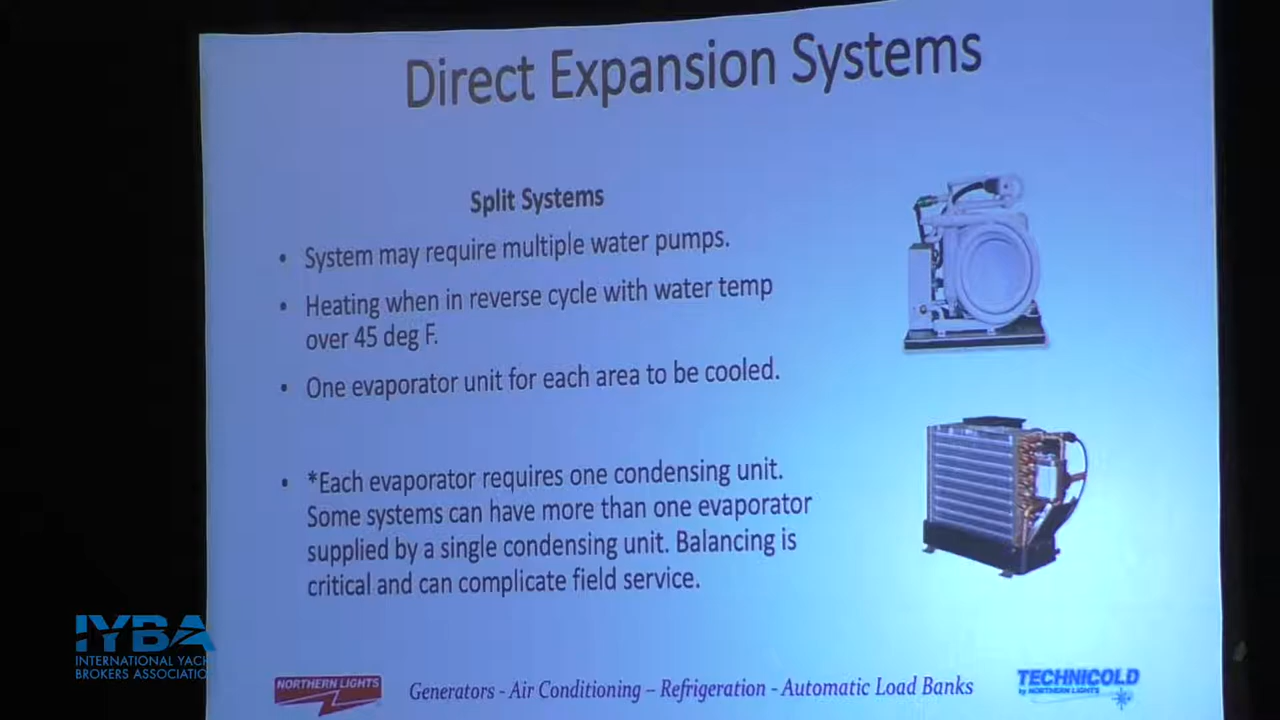 Direct Expansion Systems
Split Systems
• System may require multiple water pumps.
• Heating when in reverse cycle with water temp
over 45 deg F.
• One evaporator unit for each area to be cooled.
• *Each evaporator requires one condensing unit.
Some systems can have more than one evaporator
supplied by a single condensing unit. Balancing is
critical and can complicate field service.
IYBA
INTERNATIONAL YACH
BROKERS ASSOCIATIO
NORTHERN LIGHTS
Generators - Air Conditioning – Refrigeration - Automatic Load Banks
TECHNICOLD
by NORTHERN LIGHTS